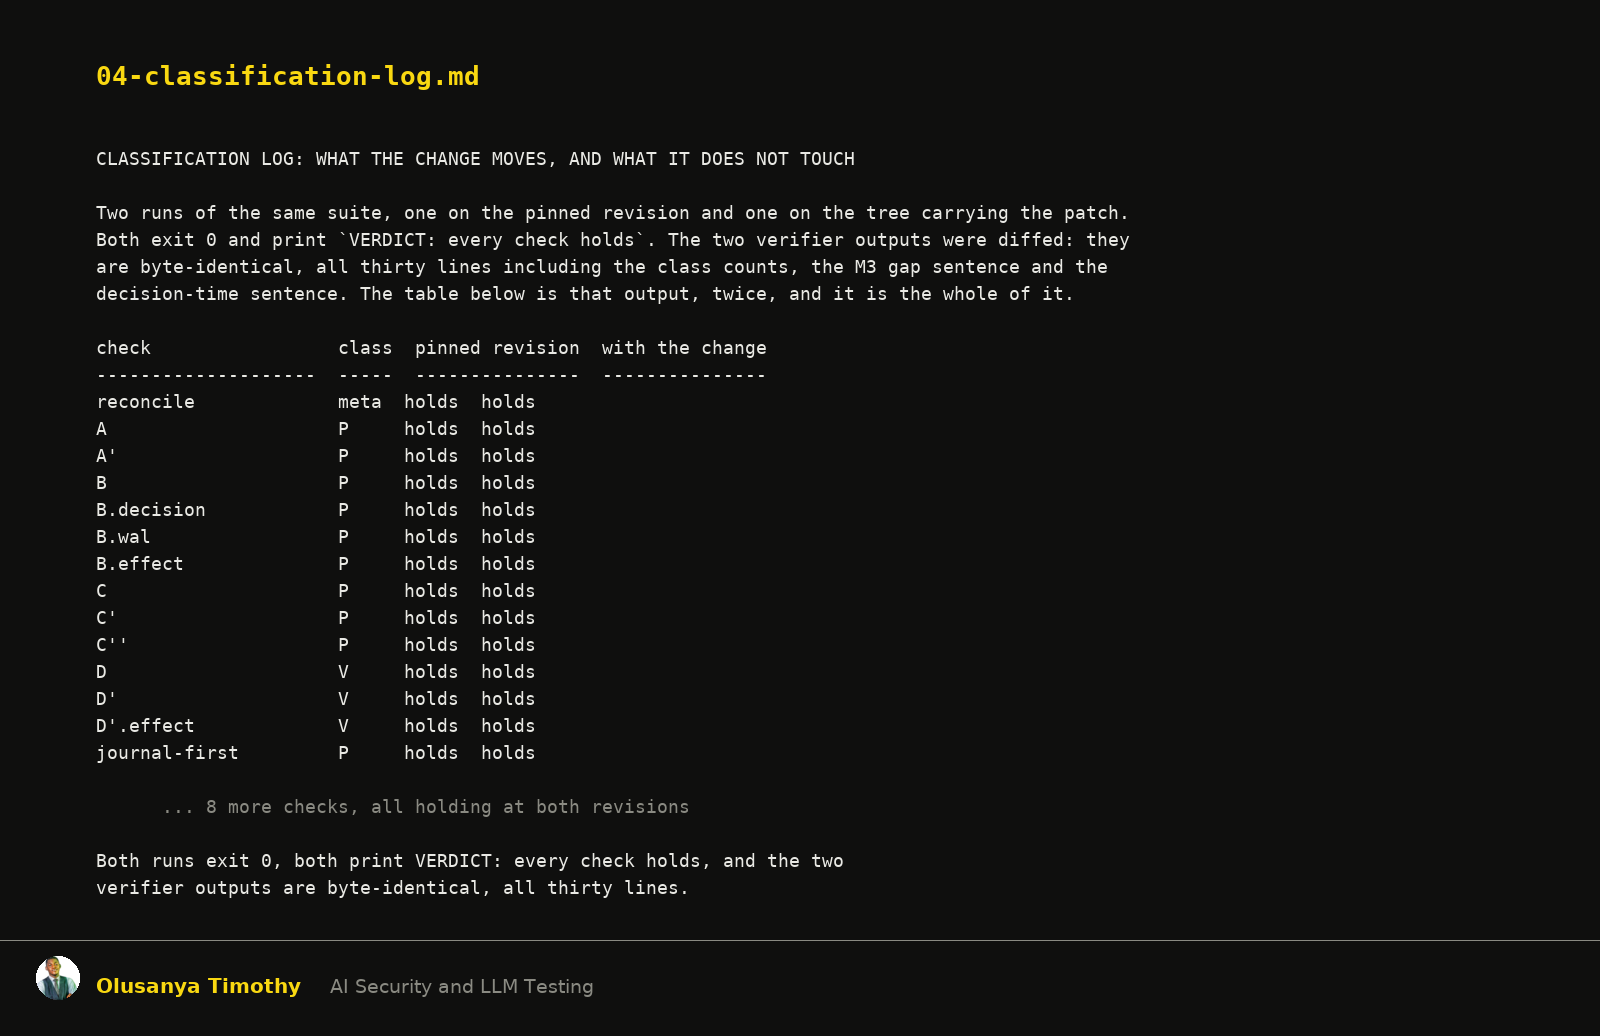 04-classification-log.md
CLASSIFICATION LOG: WHAT THE CHANGE MOVES, AND WHAT IT DOES NOT TOUCH
Two runs of the same suite, one on the pinned revision and one on the tree carrying the patch.
Both exit 0 and print `VERDICT: every check holds`. The two verifier outputs were diffed: they
are byte-identical, all thirty lines including the class counts, the M3 gap sentence and the
decision-time sentence. The table below is that output, twice, and it is the whole of it.
check                 class  pinned revision  with the change
--------------------  -----  ---------------  ---------------
reconcile             meta  holds  holds
A                     P     holds  holds
A'                    P     holds  holds
B                     P     holds  holds
B.decision            P     holds  holds
B.wal                 P     holds  holds
B.effect              P     holds  holds
C                     P     holds  holds
C'                    P     holds  holds
C''                   P     holds  holds
D                     V     holds  holds
D'                    V     holds  holds
D'.effect             V     holds  holds
journal-first         P     holds  holds
... 8 more checks, all holding at both revisions
Both runs exit 0, both print VERDICT: every check holds, and the two
verifier outputs are byte-identical, all thirty lines.
Olusanya Timothy AI Security and LLM Testing